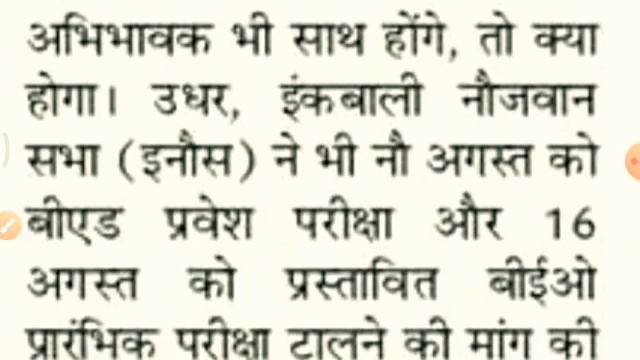 अभिभावक भी साथ होंगे, तो क्या
होगा। उधर, इंकबाली नौजवान
सभा (इनौस) ने भी नौ अगस्त को
बीएड प्रवेश परीक्षा और 16
अगस्त को प्रस्तावित बीईओ
प्रारंभिक परीक्षा टालने की मांग की